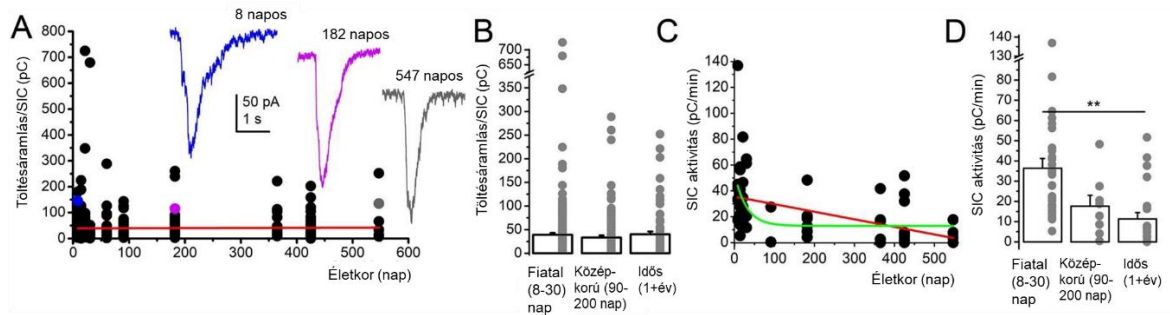 A
Töltésáramlás/SIC (pC)
800
700
600
500
400
300
200
100
0
8 napos
182 napos
547 napos
50 pA
1 s
0 100 200 300 400 500 600
Életkor (nap)
B
Töltésáramlás/SIC (pC)
700
600
300
250
200
150
100
50
0
Fiatal (8-30) nap
Közép-korú (90-200 nap)
Idős (1+év)
C
SIC aktivitás (pC/min)
140
120
100
80
60
40
20
0
0 100 200 300 400 500
Életkor (nap)
D
SIC aktivitás (pC/min)
140
130
60
50
40
30
20
10
0
**
Fiatal (8-30) nap
Közép-korú (90-200 nap)
Idős (1+év)